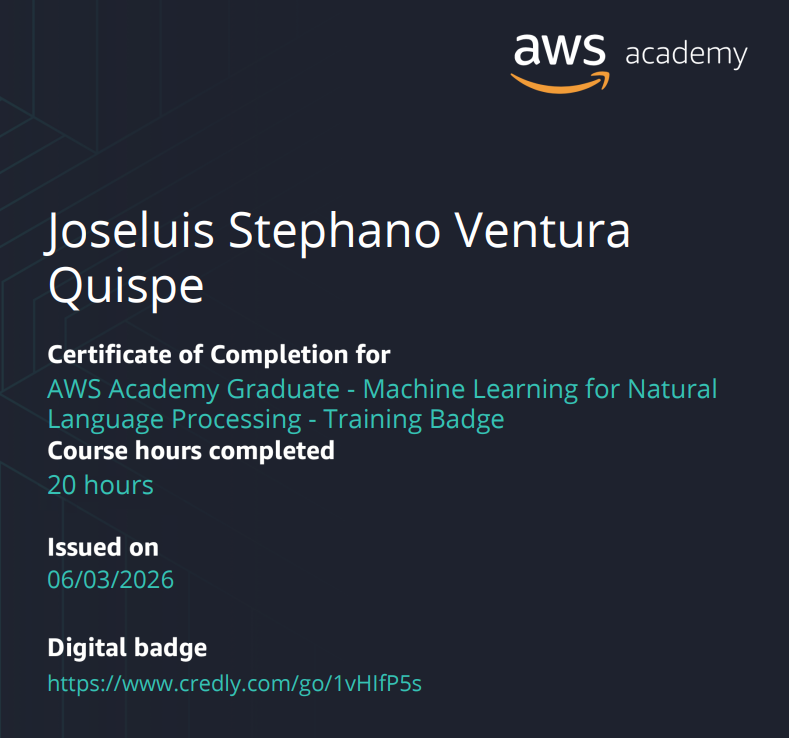 aws academy
Joseluis Stephano Ventura
Quispe
Certificate of Completion for
AWS Academy Graduate - Machine Learning for Natural
Language Processing - Training Badge
Course hours completed
20 hours
Issued on
06/03/2026
Digital badge
https://www.credly.com/go/1vHIfP5s